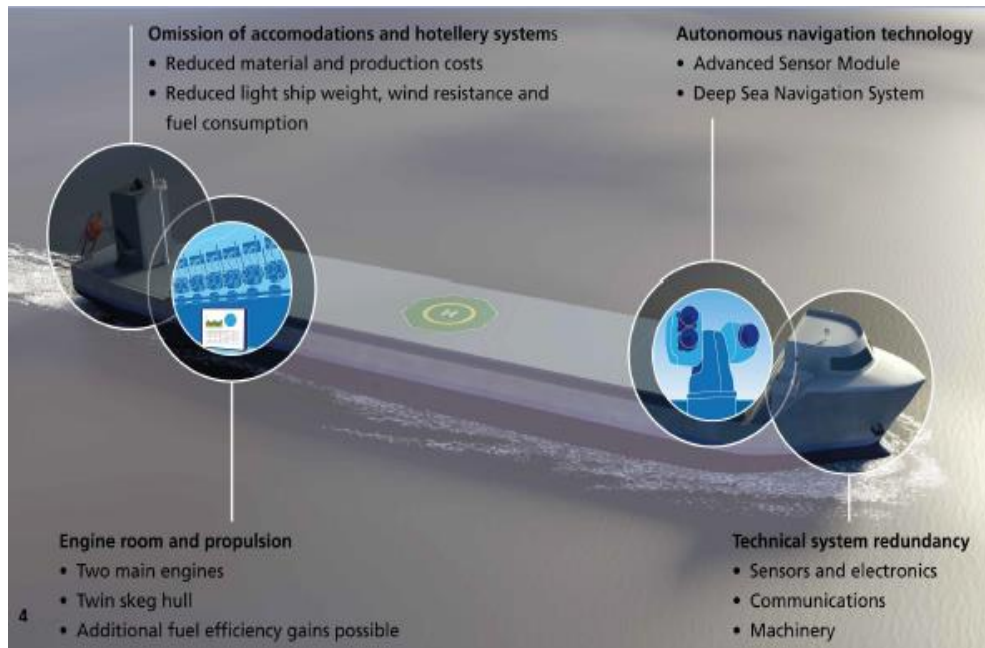 Omission of accomodations and hotellery systems
• Reduced material and production costs
• Reduced light ship weight, wind resistance and
fuel consumption
Autonomous navigation technology
• Advanced Sensor Module
• Deep Sea Navigation System
H
Engine room and propulsion
• Two main engines
• Twin skeg hull
• Additional fuel efficiency gains possible
Technical system redundancy
• Sensors and electronics
• Communications
• Machinery
4